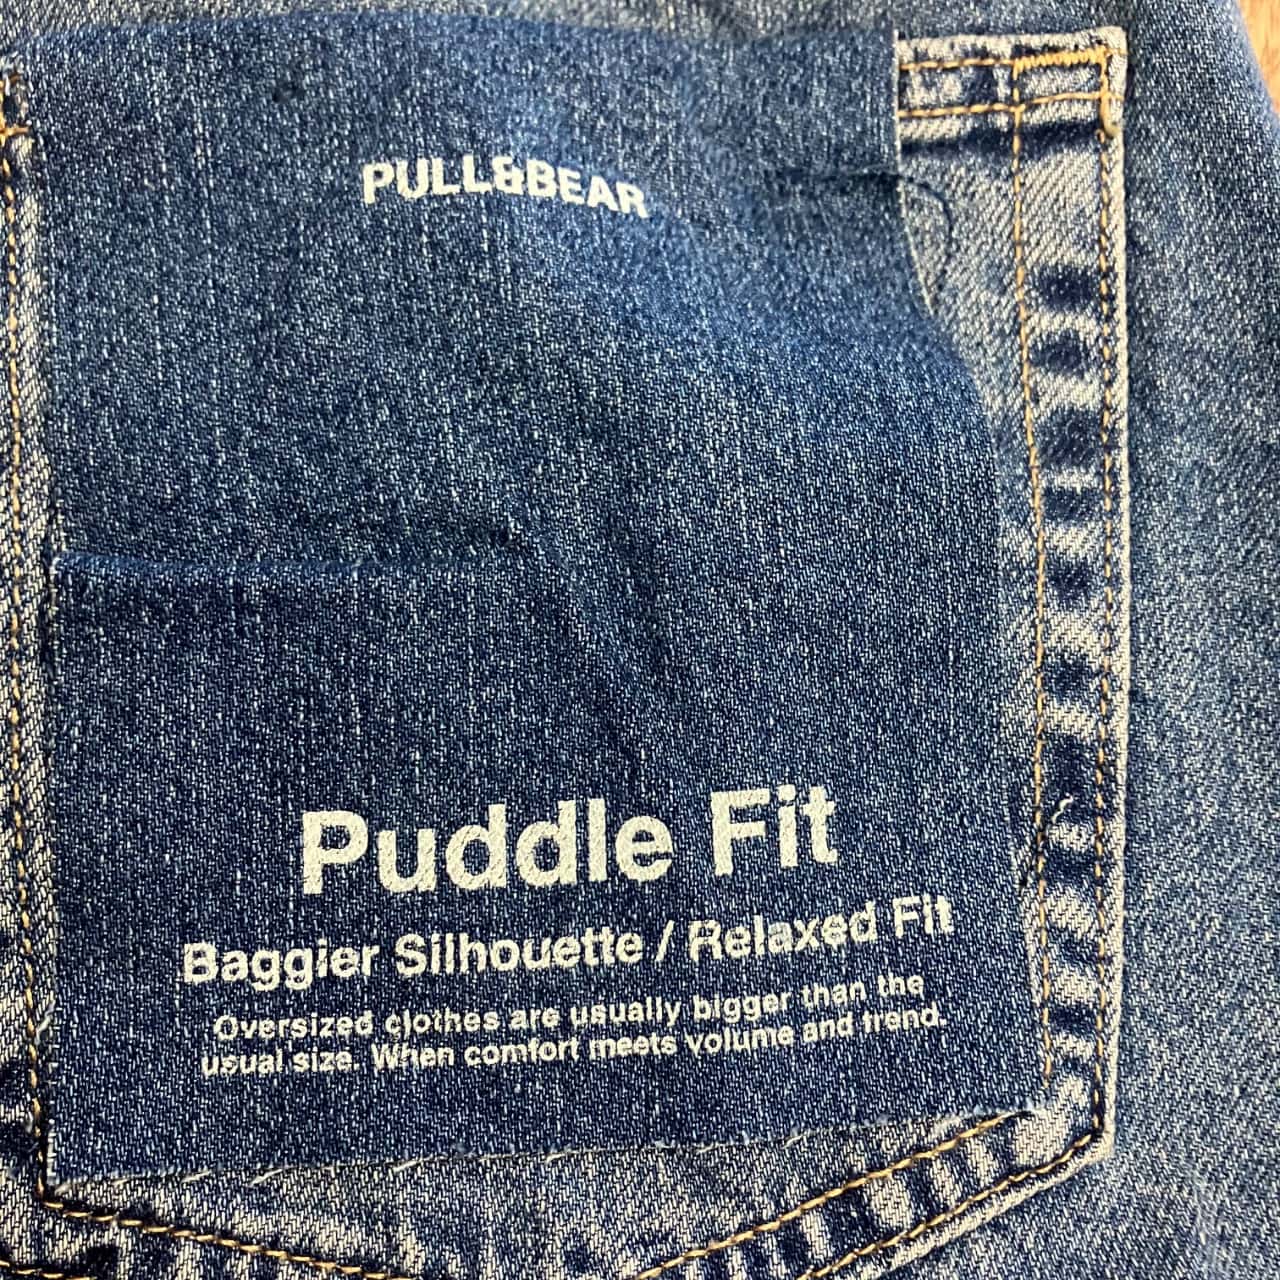 PULL&BEAR
Puddle Fit
Baggier Silhouette / Relaxed Fit
Oversized clothes are usually bigger than the
usual size. When comfort meets volume and trend.